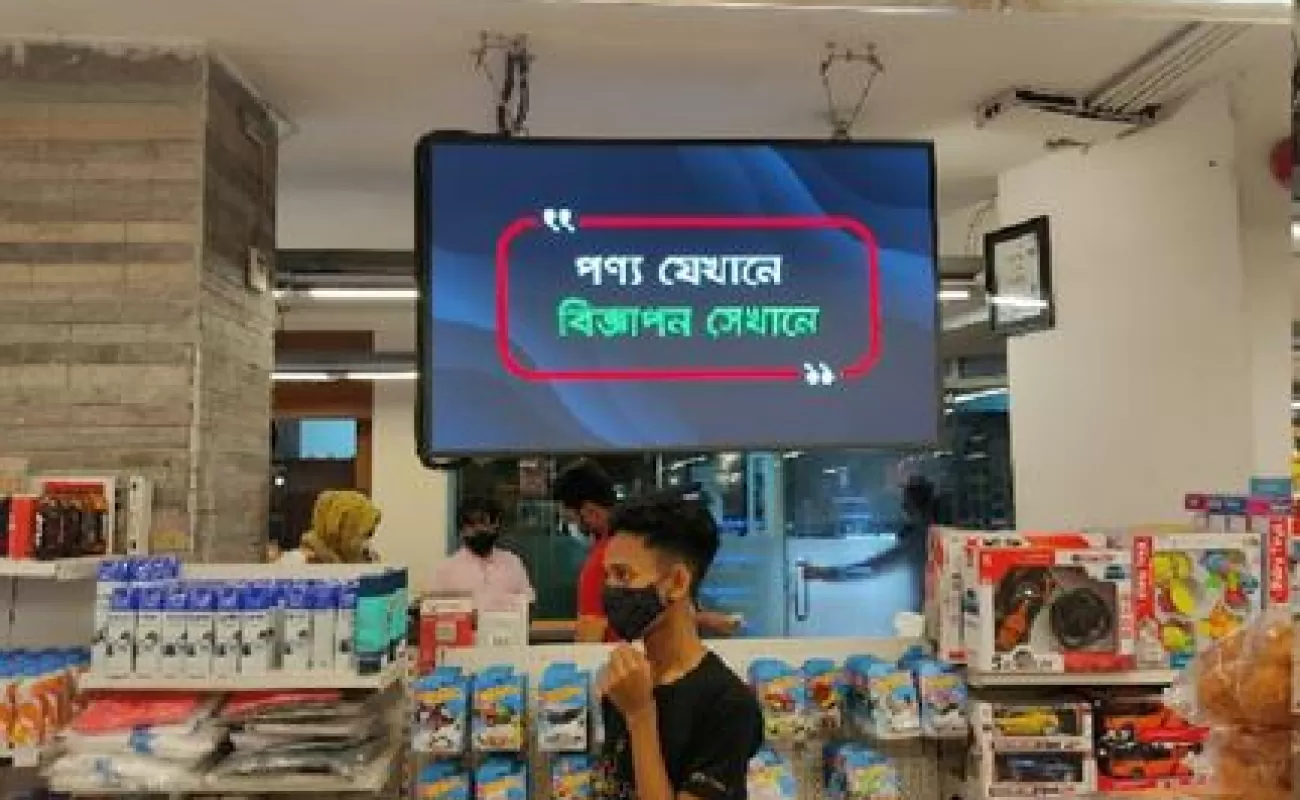 ❝
পণ্য যেখানে
বিজ্ঞাপন সেখানে
❞